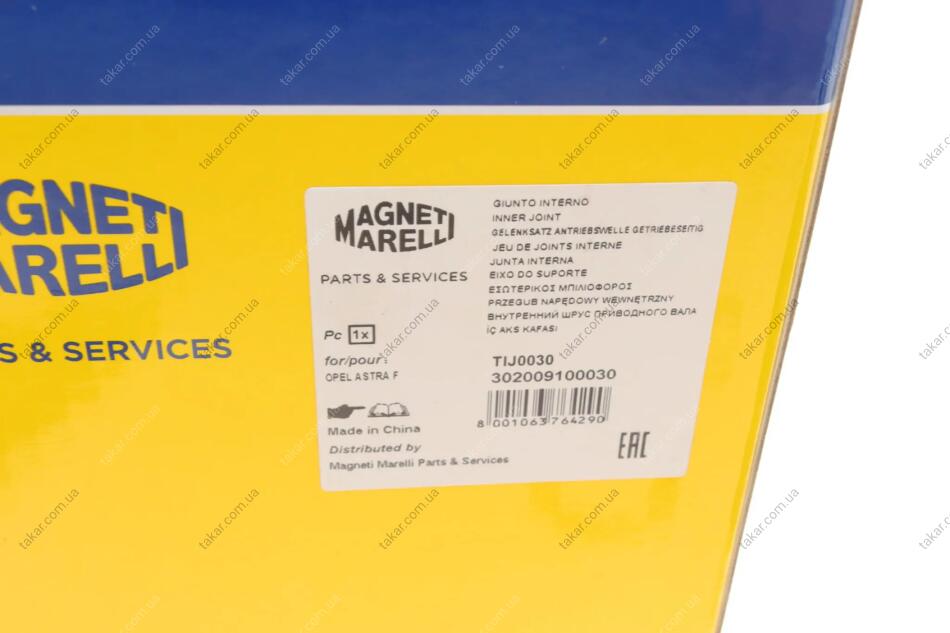 AGNETI
ARELLI
S & SERVICES
MAGNETI
MARELLI
PARTS & SERVICES
GIUNTO INTERNO
INNER JOINT
GELENKSATZ ANTRIEBSWELLE GETRIEBESEITIG
JEU DE JOINTS INTERNE
JUNTA INTERNA
EIXO DO SUPORTE
ΕΣΩΤΕΡΙΚΟΣ ΜΠΙΛΙΟΦΟΡΟΣ
PRZEGUB NAPĘDOWY WEWNĘTRZNY
ВНУТРЕННИЙ ШРУС ПРИВОДНОГО ВАЛА
İÇ AKS KAFASI
Pc 1x
for/pour:
OPEL ASTRA F
TIJ0030
302009100030
8 001063 764290
Made in China
Distributed by
Magneti Marelli Parts & Services
EAC
takar.com.ua